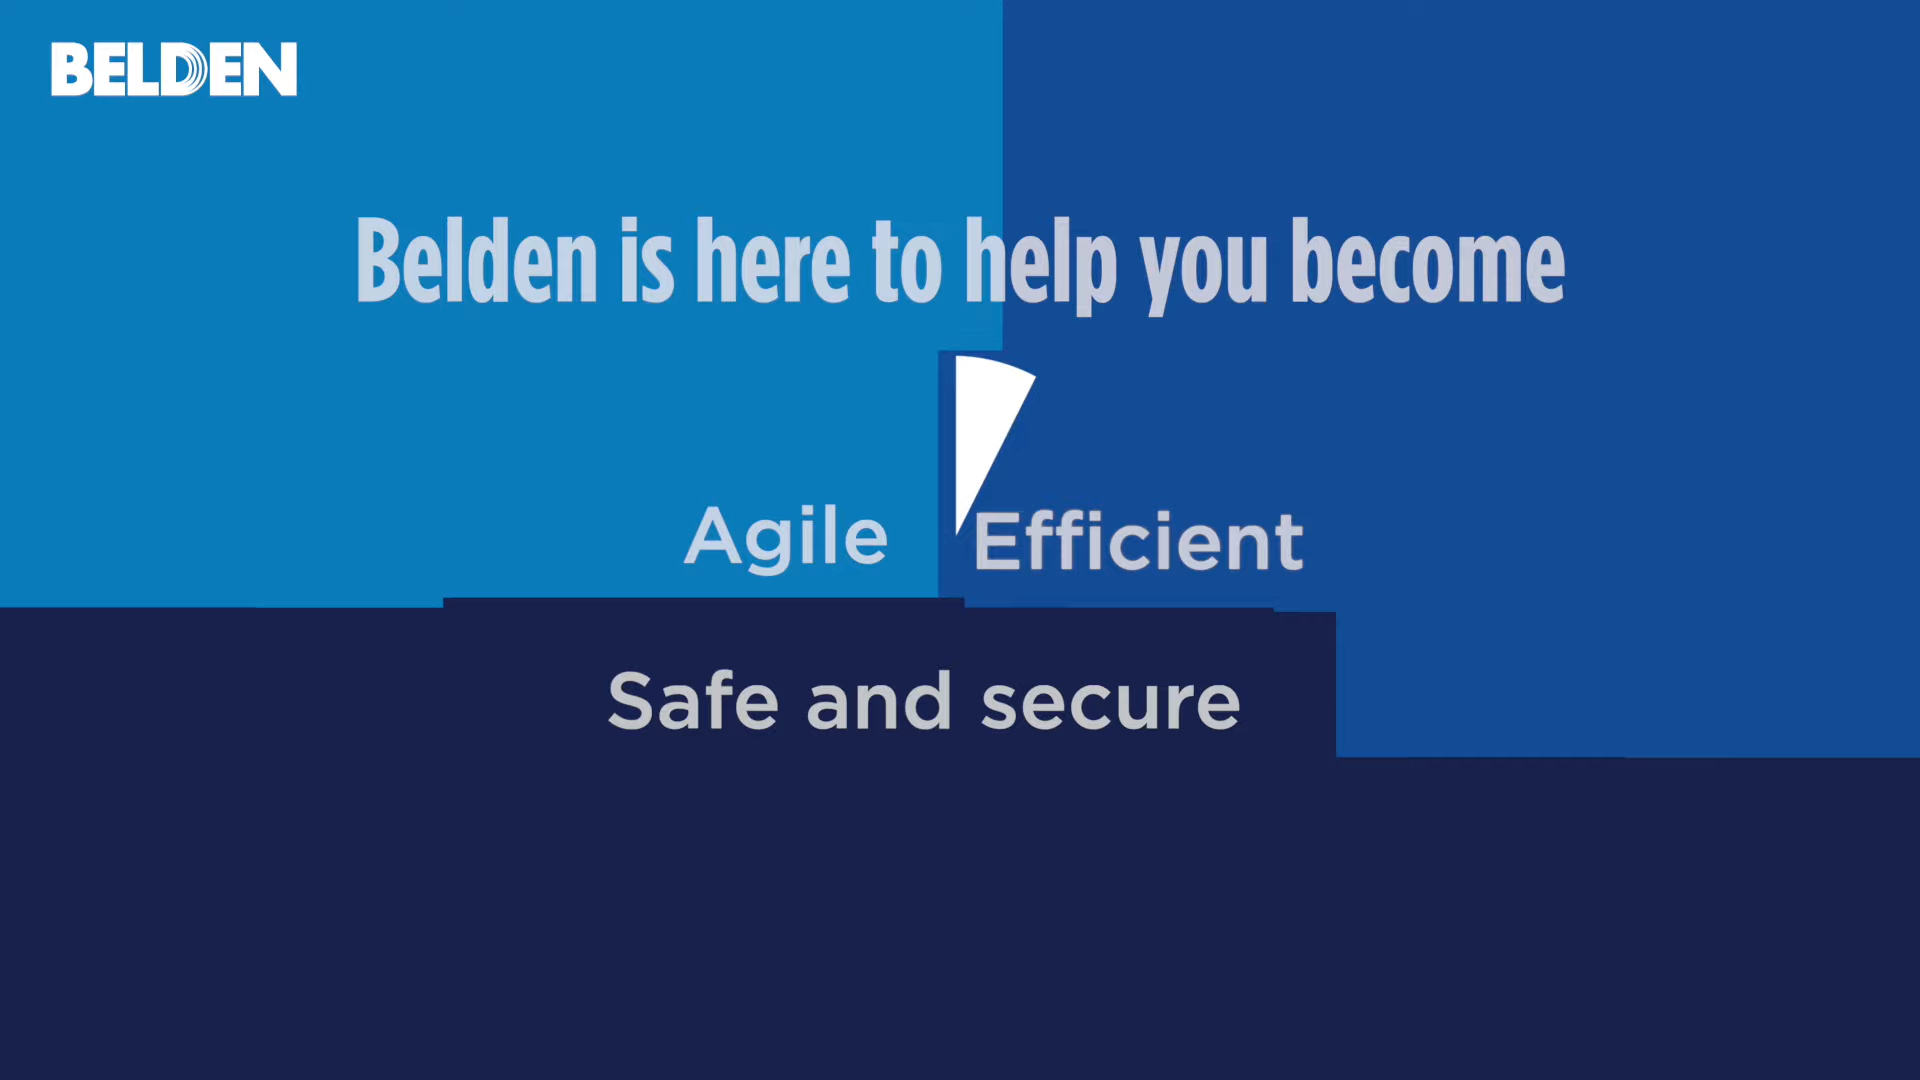 BELDEN
Belden is here to help you become
Agile Efficient
Safe and secure